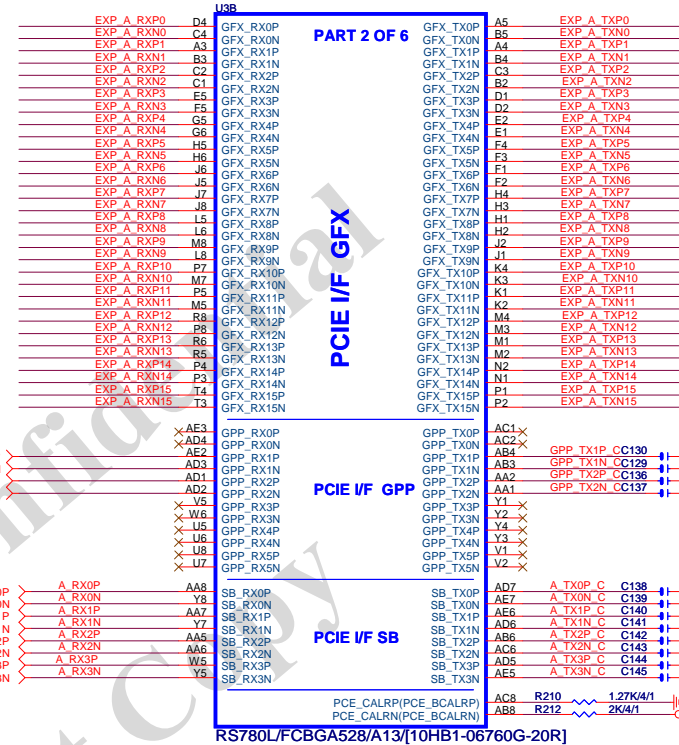 U3B
PART 2 OF 6
PCIE I/F GFX
EXP_A_RXP0 D4 GFX_RX0P GFX_TX0P A5 EXP_A_TXP0
EXP_A_RXN0 C4 GFX_RX0N GFX_TX0N B5 EXP_A_TXN0
EXP_A_RXP1 A3 GFX_RX1P GFX_TX1P A4 EXP_A_TXP1
EXP_A_RXN1 B3 GFX_RX1N GFX_TX1N B4 EXP_A_TXN1
EXP_A_RXP2 C2 GFX_RX2P GFX_TX2P C3 EXP_A_TXP2
EXP_A_RXN2 C1 GFX_RX2N GFX_TX2N B2 EXP_A_TXN2
EXP_A_RXP3 E5 GFX_RX3P GFX_TX3P D1 EXP_A_TXP3
EXP_A_RXN3 F5 GFX_RX3N GFX_TX3N D2 EXP_A_TXN3
EXP_A_RXP4 G5 GFX_RX4P GFX_TX4P E2 EXP_A_TXP4
EXP_A_RXN4 G6 GFX_RX4N GFX_TX4N E1 EXP_A_TXN4
EXP_A_RXP5 H5 GFX_RX5P GFX_TX5P F4 EXP_A_TXP5
EXP_A_RXN5 H6 GFX_RX5N GFX_TX5N F3 EXP_A_TXN5
EXP_A_RXP6 J6 GFX_RX6P GFX_TX6P F1 EXP_A_TXP6
EXP_A_RXN6 J5 GFX_RX6N GFX_TX6N F2 EXP_A_TXN6
EXP_A_RXP7 J7 GFX_RX7P GFX_TX7P H4 EXP_A_TXP7
EXP_A_RXN7 J8 GFX_RX7N GFX_TX7N H3 EXP_A_TXN7
EXP_A_RXP8 L5 GFX_RX8P GFX_TX8P H1 EXP_A_TXP8
EXP_A_RXN8 L6 GFX_RX8N GFX_TX8N H2 EXP_A_TXN8
EXP_A_RXP9 M8 GFX_RX9P GFX_TX9P J2 EXP_A_TXP9
EXP_A_RXN9 L8 GFX_RX9N GFX_TX9N J1 EXP_A_TXN9
EXP_A_RXP10 P7 GFX_RX10P GFX_TX10P K4 EXP_A_TXP10
EXP_A_RXN10 M7 GFX_RX10N GFX_TX10N K3 EXP_A_TXN10
EXP_A_RXP11 P5 GFX_RX11P GFX_TX11P K1 EXP_A_TXP11
EXP_A_RXN11 M5 GFX_RX11N GFX_TX11N K2 EXP_A_TXN11
EXP_A_RXP12 R8 GFX_RX12P GFX_TX12P M4 EXP_A_TXP12
EXP_A_RXN12 P8 GFX_RX12N GFX_TX12N M3 EXP_A_TXN12
EXP_A_RXP13 R6 GFX_RX13P GFX_TX13P M1 EXP_A_TXP13
EXP_A_RXN13 R5 GFX_RX13N GFX_TX13N M2 EXP_A_TXN13
EXP_A_RXP14 P4 GFX_RX14P GFX_TX14P N2 EXP_A_TXP14
EXP_A_RXN14 P3 GFX_RX14N GFX_TX14N N1 EXP_A_TXN14
EXP_A_RXP15 T4 GFX_RX15P GFX_TX15P P1 EXP_A_TXP15
EXP_A_RXN15 T3 GFX_RX15N GFX_TX15N P2 EXP_A_TXN15
AE3 GPP_RX0P GPP_TX0P AC1
AD4 GPP_RX0N GPP_TX0N AC2
AE2 GPP_RX1P GPP_TX1P AB4 GPP_TX1P_C C130
AD3 GPP_RX1N GPP_TX1N AB3 GPP_TX1N_C C129
AD1 GPP_RX2P GPP_TX2P AA2 GPP_TX2P_C C136
AD2 GPP_RX2N PCIE I/F GPP GPP_TX2N AA1 GPP_TX2N_C C137
V5 GPP_RX3P GPP_TX3P Y1
W6 GPP_RX3N GPP_TX3N Y2
U5 GPP_RX4P GPP_TX4P Y4
U6 GPP_RX4N GPP_TX4N Y3
U8 GPP_RX5P GPP_TX5P V1
U7 GPP_RX5N GPP_TX5N V2
0P A_RX0P AA8 SB_RX0P SB_TX0P AD7 A_TX0P_C C138
0N A_RX0N Y8 SB_RX0N SB_TX0N AE7 A_TX0N_C C139
P A_RX1P AA7 SB_RX1P SB_TX1P AE6 A_TX1P_C C140
N A_RX1N Y7 SB_RX1N SB_TX1N AD6 A_TX1N_C C141
2P A_RX2P AA5 SB_RX2P PCIE I/F SB SB_TX2P AB6 A_TX2P_C C142
2N A_RX2N AA6 SB_RX2N SB_TX2N AC6 A_TX2N_C C143
3P A_RX3P W5 SB_RX3P SB_TX3P AD5 A_TX3P_C C144
3N A_RX3N Y5 SB_RX3N SB_TX3N AE5 A_TX3N_C C145
PCE_CALRP(PCE_BCALRP) AC8 R210 1.27K/4/1
PCE_CALRN(PCE_BCALRN) AB8 R212 2K/4/1
RS780L/FCBGA528/A13/[10HB1-06760G-20R]
nfidential
t Copy